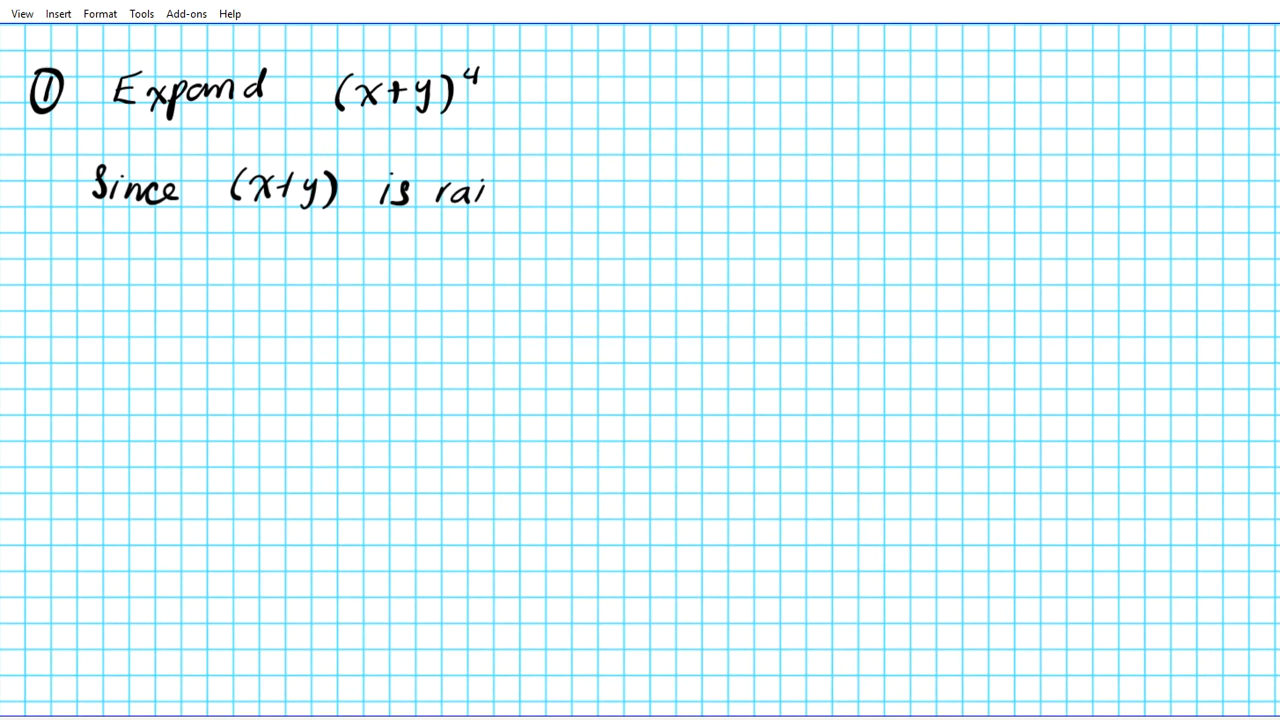 View Insert Format Tools Add-ons Help
① Expand (x+y)⁴
Since (x+y) is rai